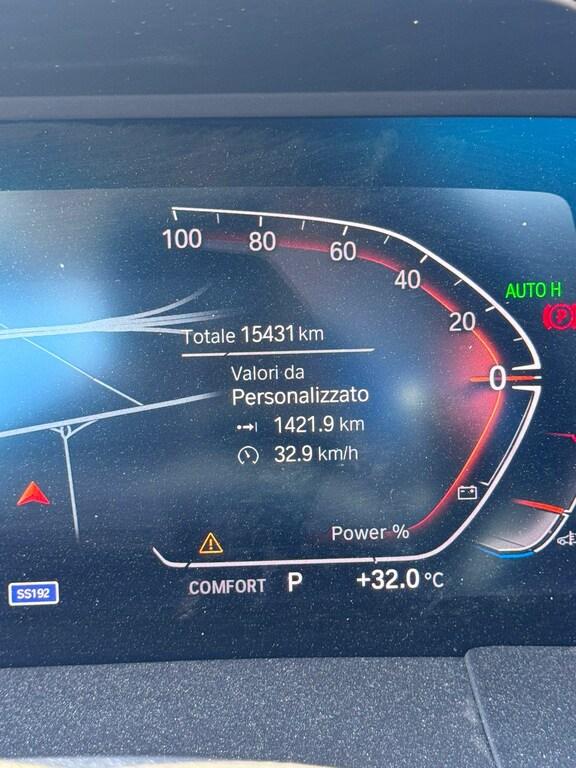 100 80 60 40 20 0
AUTO H
P
Totale 15431 km
Valori da
Personalizzato
1421.9 km
32.9 km/h
Power %
SS192
COMFORT P +32.0 °C